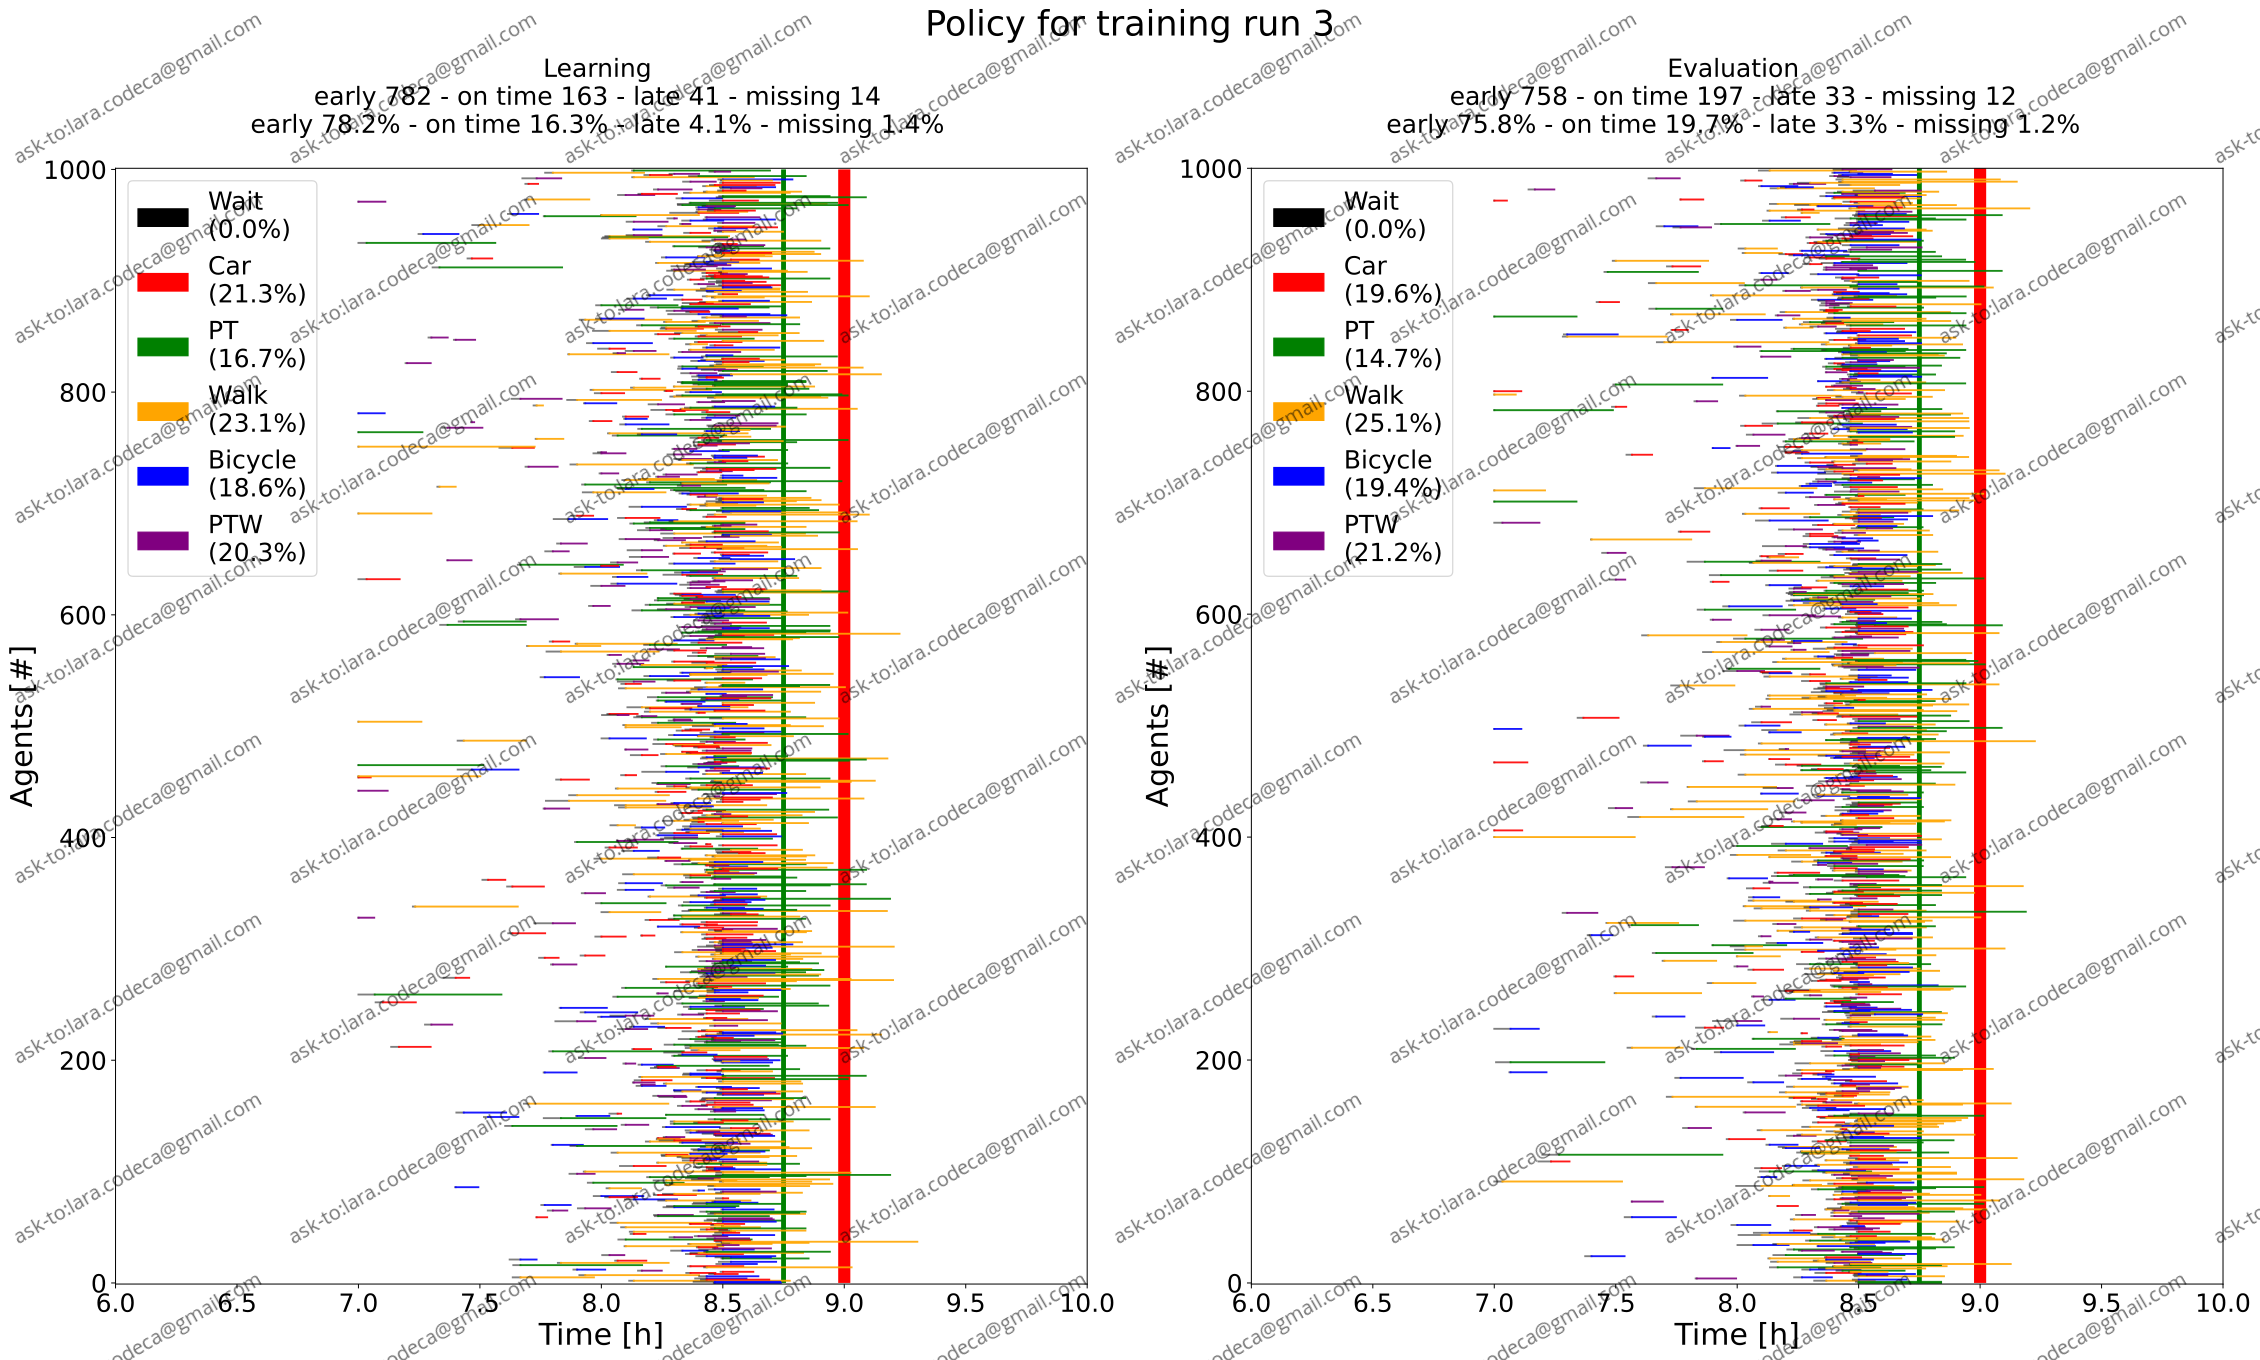 Policy for training run 3
Learning
early 782 - on time 163 - late 41 - missing 14
early 78.2% - on time 16.3% - late 4.1% - missing 1.4%
1000
800
600
400
200
0
Agents [#]
Wait
(0.0%)
Car
(21.3%)
PT
(16.7%)
Walk
(23.1%)
Bicycle
(18.6%)
PTW
(20.3%)
6.0 6.5 7.0 7.5 8.0 8.5 9.0 9.5 10.0
Time [h]
Evaluation
early 758 - on time 197 - late 33 - missing 12
early 75.8% - on time 19.7% - late 3.3% - missing 1.2%
1000
800
600
400
200
0
Agents [#]
Wait
(0.0%)
Car
(19.6%)
PT
(14.7%)
Walk
(25.1%)
Bicycle
(19.4%)
PTW
(21.2%)
6.0 6.5 7.0 7.5 8.0 8.5 9.0 9.5 10.0
Time [h]
ask-to:lara.codeca@gmail.com